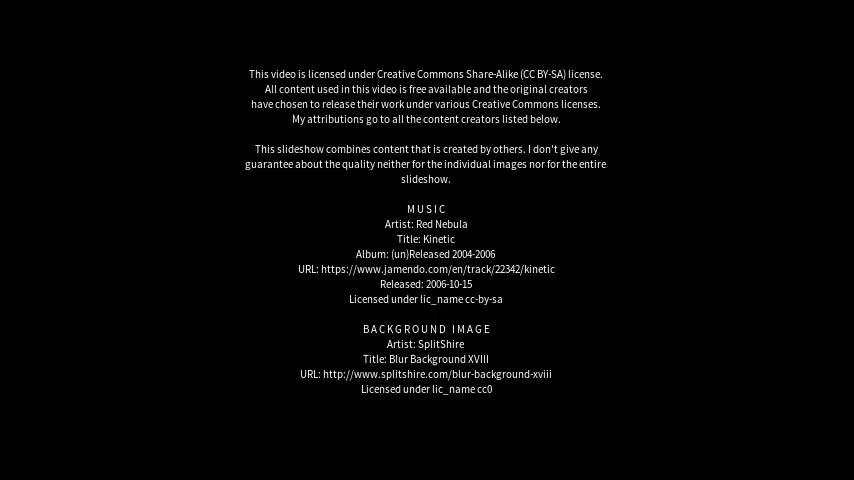 This video is licensed under Creative Commons Share-Alike (CC BY-SA) license.
All content used in this video is free available and the original creators
have chosen to release their work under various Creative Commons licenses.
My attributions go to all the content creators listed below.
This slideshow combines content that is created by others. I don't give any
guarantee about the quality neither for the individual images nor for the entire
slideshow.
MUSIC
Artist: Red Nebula
Title: Kinetic
Album: (un)Released 2004-2006
URL: https://www.jamendo.com/en/track/22342/kinetic
Released: 2006-10-15
Licensed under lic_name cc-by-sa
BACKGROUND IMAGE
Artist: SplitShire
Title: Blur Background XVIII
URL: http://www.splitshire.com/blur-background-xviii
Licensed under lic_name cc0